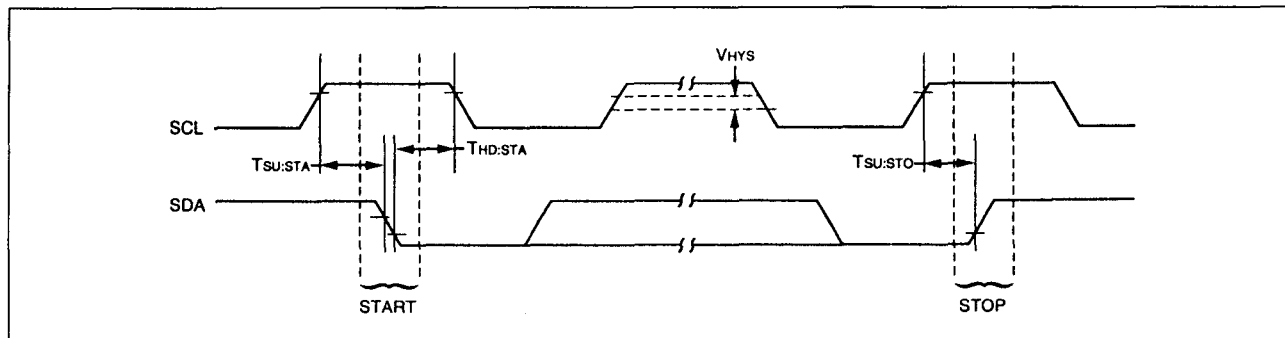 VHYS
SCL
TSU:STA
THD:STA
TSU:STO
SDA
START
STOP